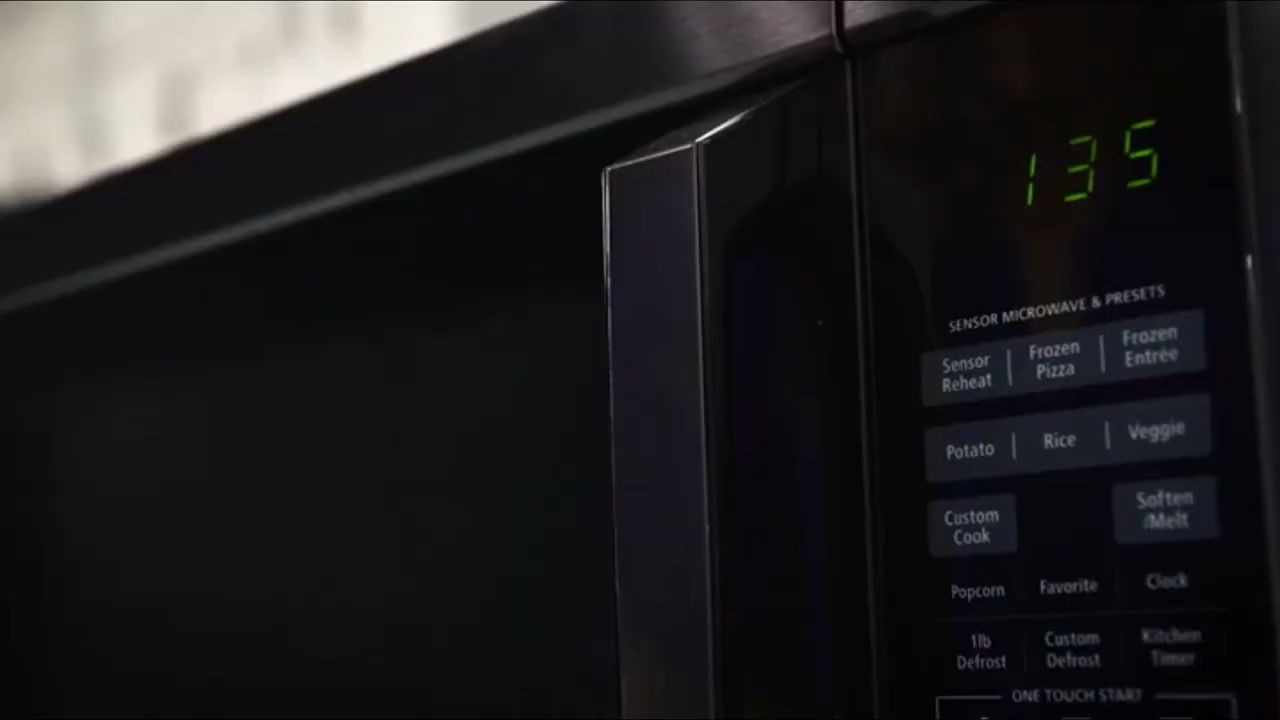 135
SENSOR MICROWAVE & PRESETS
Sensor Reheat | Frozen Pizza | Frozen Entrée
Potato | Rice | Veggie
Custom Cook Soften /Melt
Popcorn Favorite Clock
1lb Defrost Custom Defrost Kitchen Timer
ONE TOUCH START